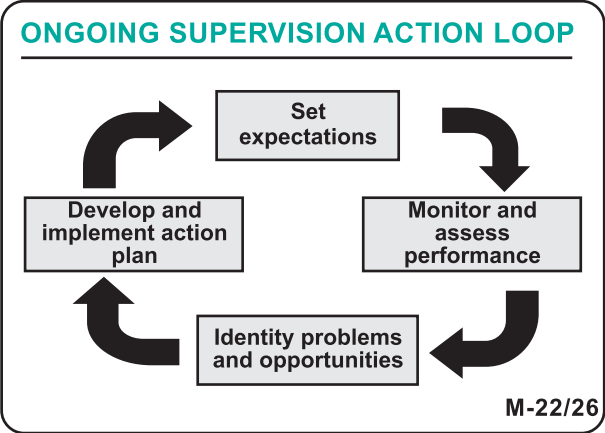 ONGOING SUPERVISION ACTION LOOP
Set
expectations
Develop and
implement action
plan
Monitor and
assess
performance
Identity problems
and opportunities
M-22/26